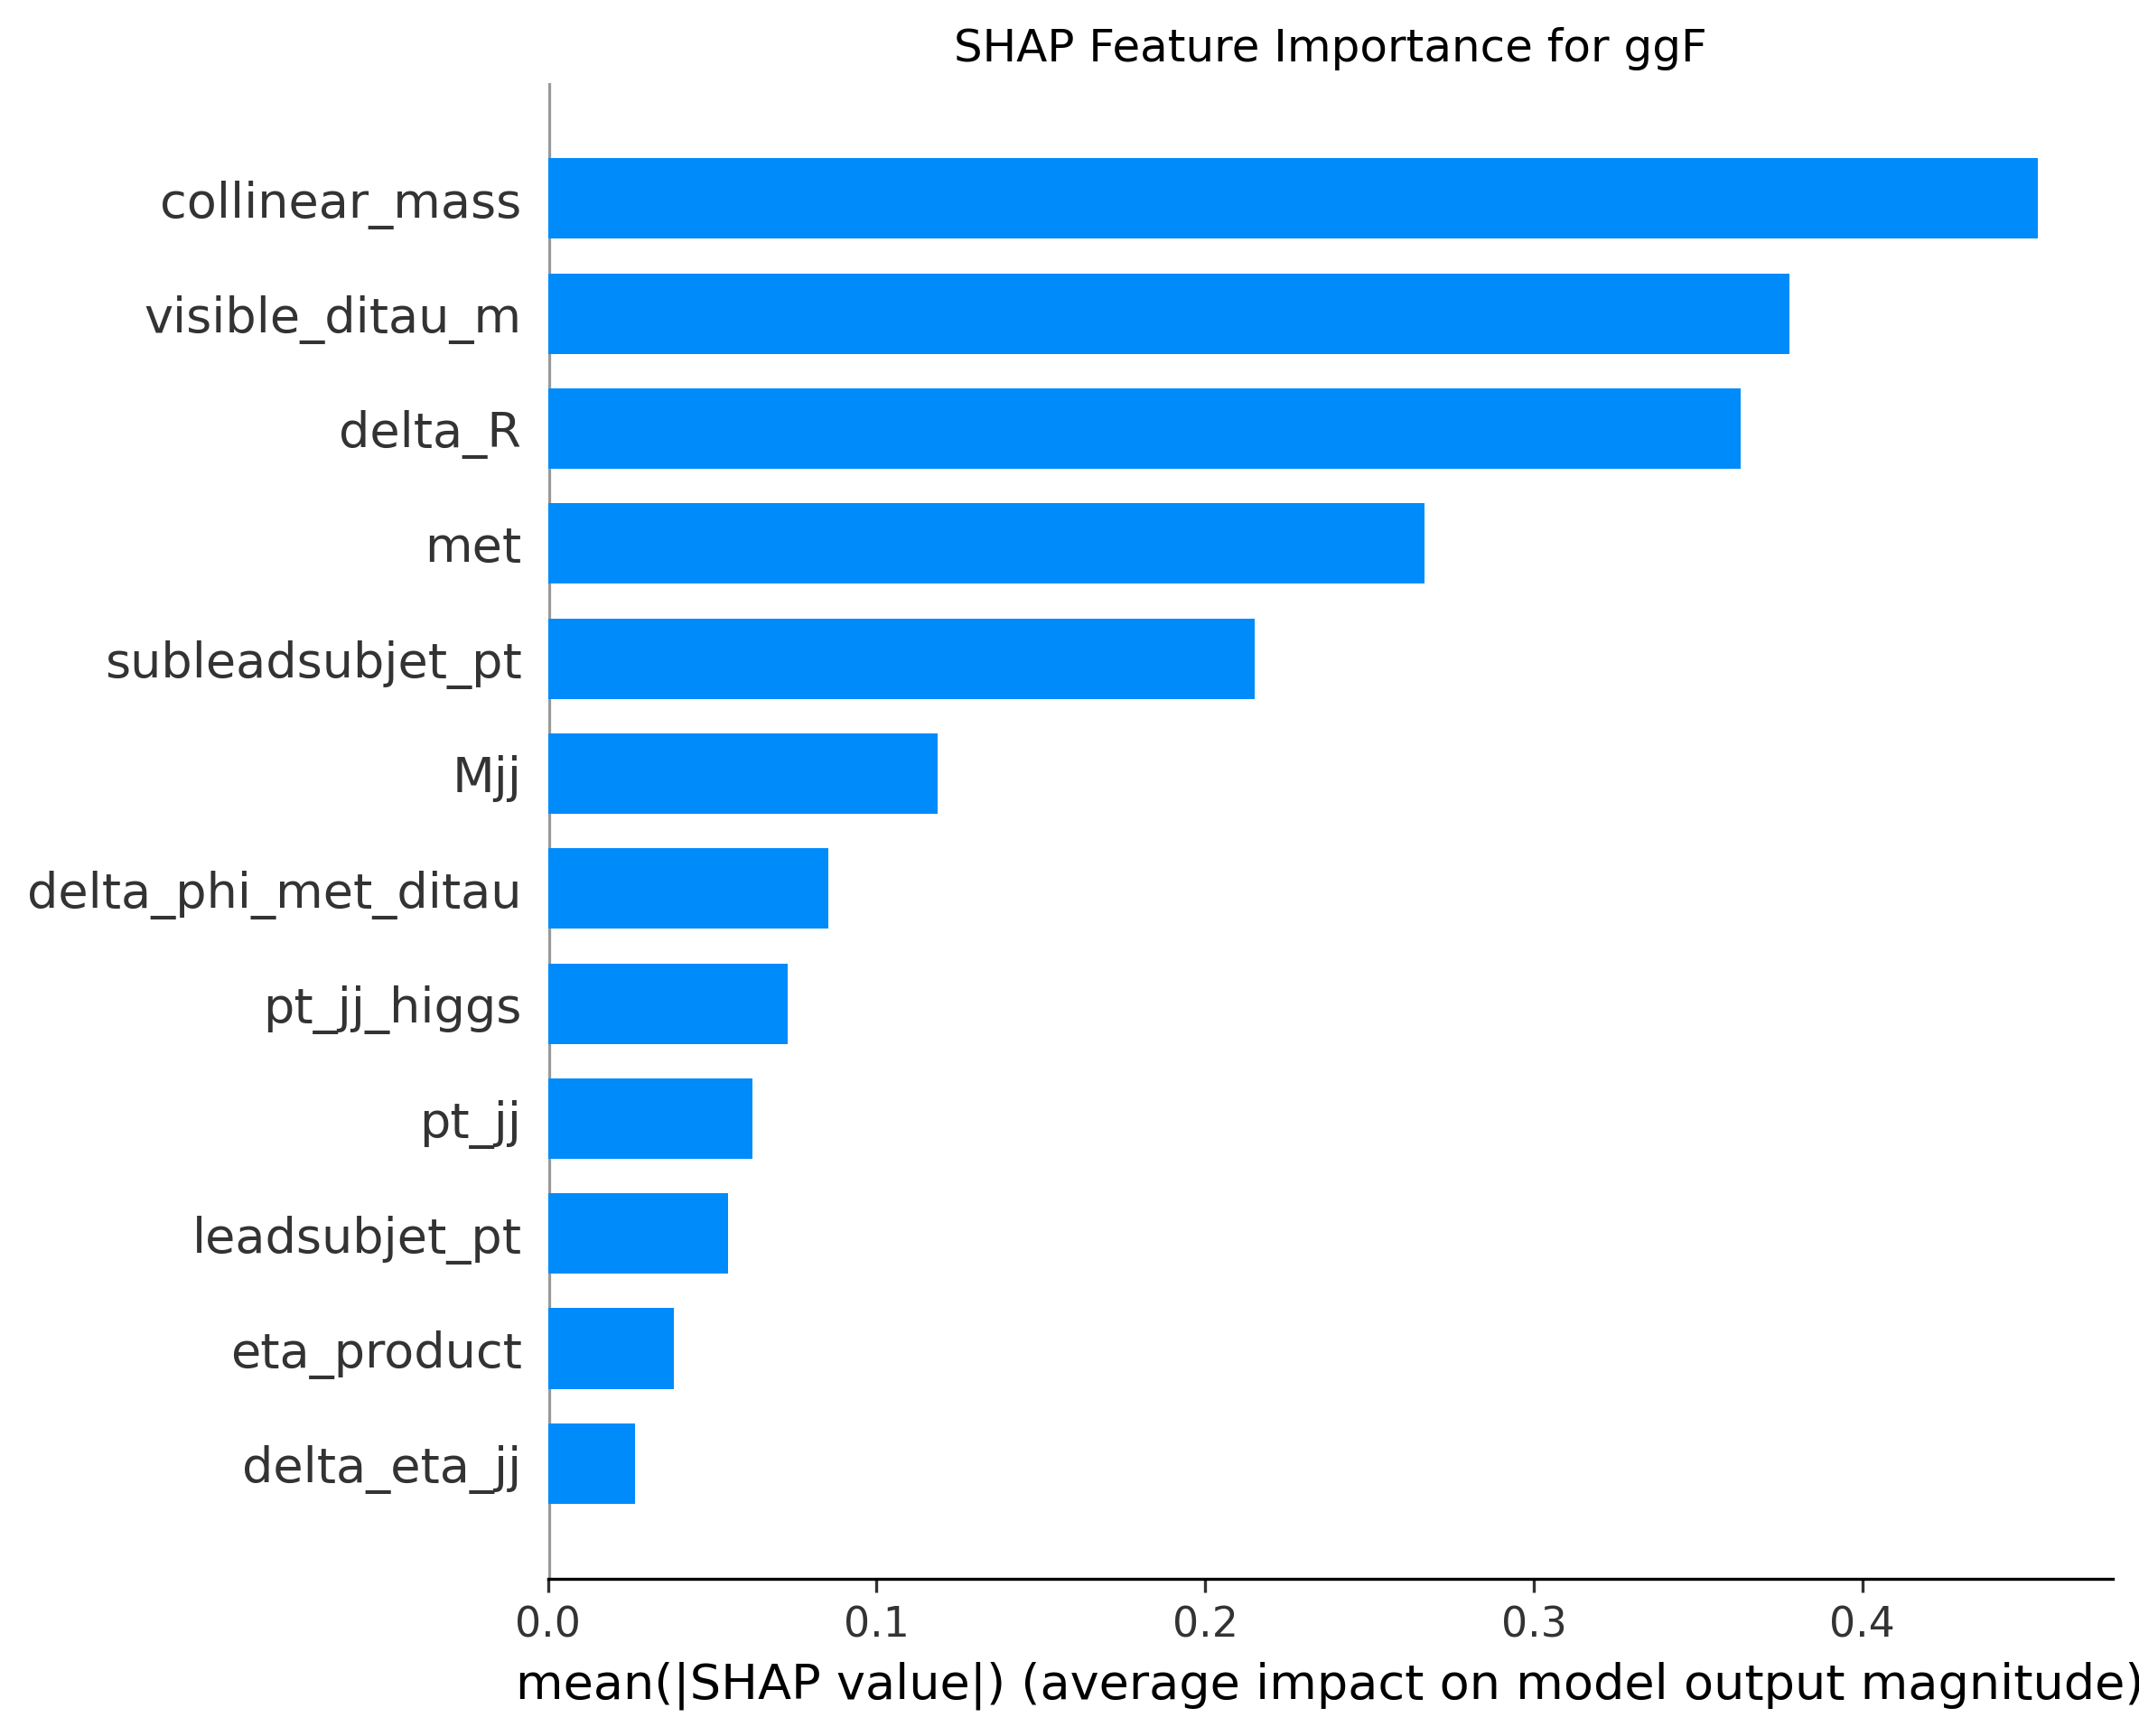 SHAP Feature Importance for ggF
collinear_mass
visible_ditau_m
delta_R
met
subleadsubjet_pt
Mjj
delta_phi_met_ditau
pt_jj_higgs
pt_jj
leadsubjet_pt
eta_product
delta_eta_jj
0.0 0.1 0.2 0.3 0.4
mean(|SHAP value|) (average impact on model output magnitude)